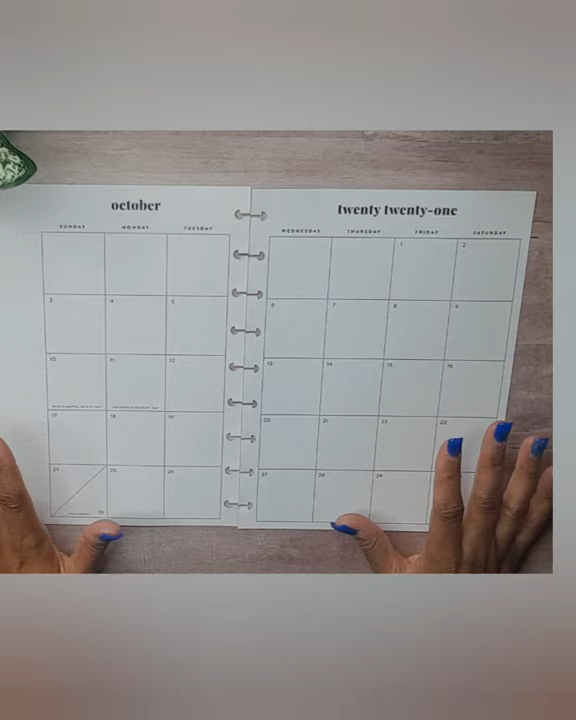 october
twenty twenty-one
SUNDAY MONDAY TUESDAY WEDNESDAY THURSDAY FRIDAY SATURDAY
1 2
3 4 5 6 7 8 9
10 11 12 13 14 15 16
17 18 19 20 21 22 23
24 25 26 27 28 29
31